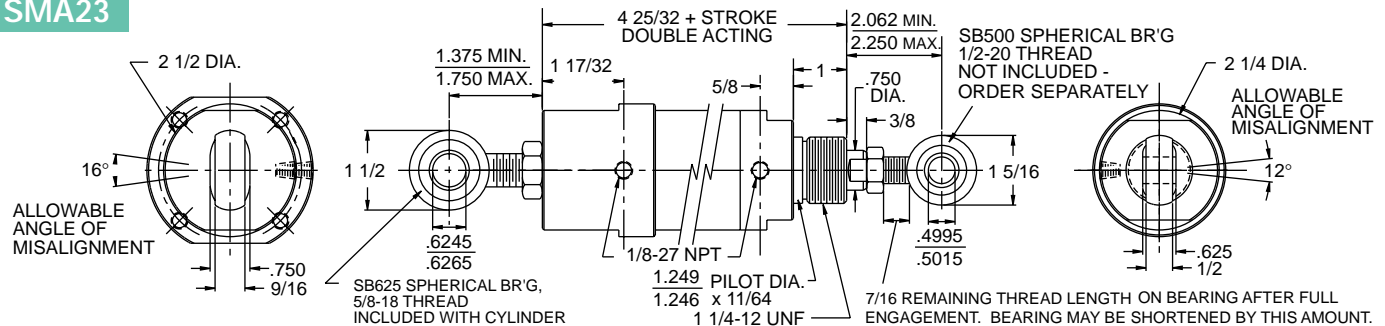 SMA23
2 1/2 DIA.
16°
ALLOWABLE
ANGLE OF
MISALIGNMENT
.750
9/16
1.375 MIN.
1.750 MAX.
1 1/2
.6245
.6265
SB625 SPHERICAL BR'G,
5/8-18 THREAD
INCLUDED WITH CYLINDER
4 25/32 + STROKE
DOUBLE ACTING
1 17/32
5/8
1
1/8-27 NPT
1.249
1.246
PILOT DIA.
x 11/64
1 1/4-12 UNF
2.062 MIN.
2.250 MAX.
.750
DIA.
3/8
SB500 SPHERICAL BR'G
1/2-20 THREAD
NOT INCLUDED -
ORDER SEPARATELY
1 5/16
.4995
.5015
7/16 REMAINING THREAD LENGTH ON BEARING AFTER FULL
ENGAGEMENT. BEARING MAY BE SHORTENED BY THIS AMOUNT.
2 1/4 DIA.
ALLOWABLE
ANGLE OF
MISALIGNMENT
12°
.625
1/2